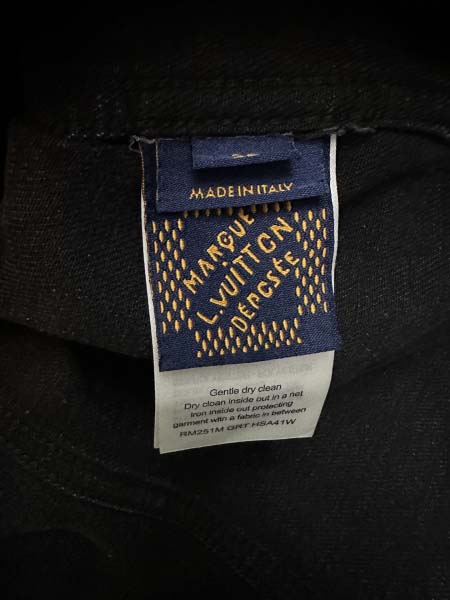 MADE IN ITALY
MARQUE
L.VUITTON
DÉPOSÉE
Gentle dry clean
Dry clean inside out in a net
Iron inside out protecting
garment with a fabric in between
RM251M GRT HSA41W